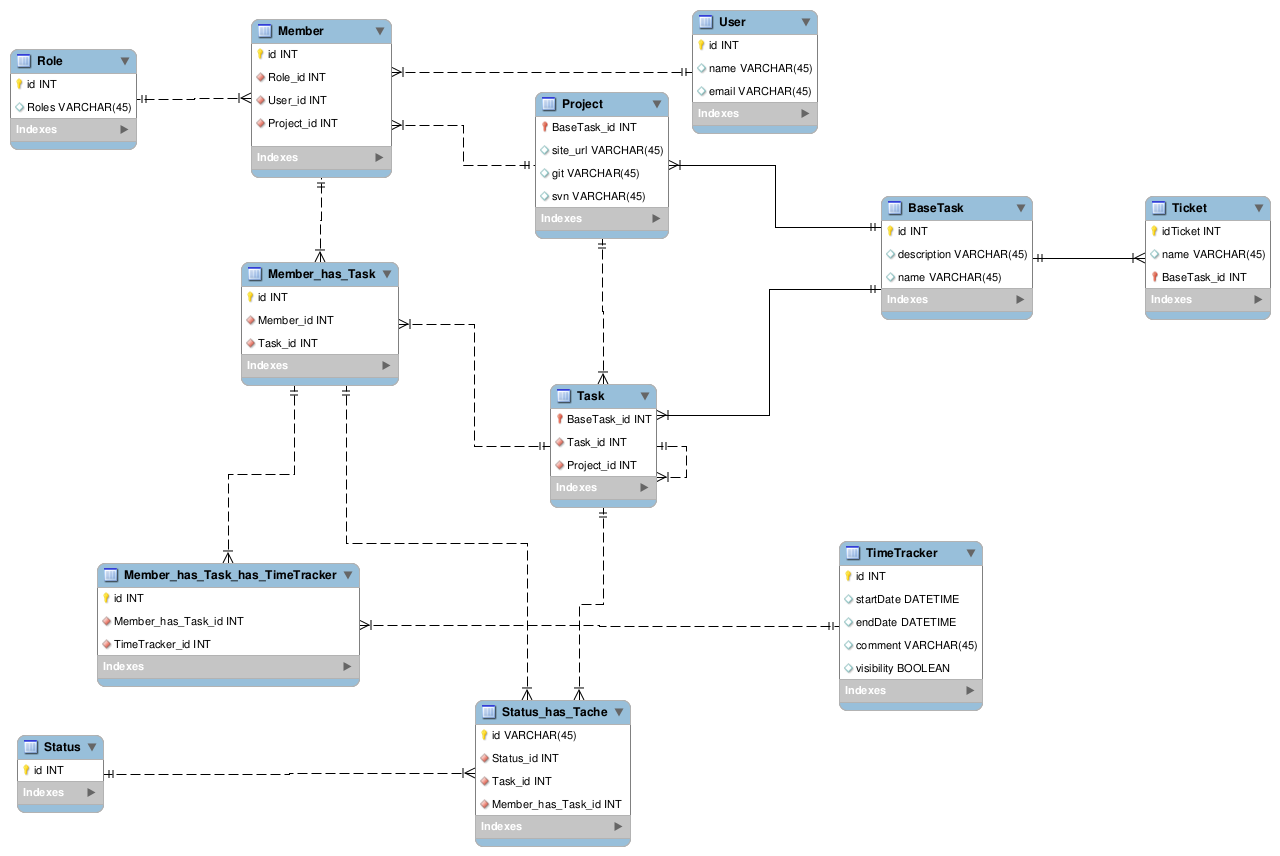 Role
id INT
Roles VARCHAR(45)
Indexes
Member
id INT
Role_id INT
User_id INT
Project_id INT
Indexes
User
id INT
name VARCHAR(45)
email VARCHAR(45)
Indexes
Project
BaseTask_id INT
site_url VARCHAR(45)
git VARCHAR(45)
svn VARCHAR(45)
Indexes
BaseTask
id INT
description VARCHAR(45)
name VARCHAR(45)
Indexes
Ticket
idTicket INT
name VARCHAR(45)
BaseTask_id INT
Indexes
Member_has_Task
id INT
Member_id INT
Task_id INT
Indexes
Task
BaseTask_id INT
Task_id INT
Project_id INT
Indexes
Member_has_Task_has_TimeTracker
id INT
Member_has_Task_id INT
TimeTracker_id INT
Indexes
TimeTracker
id INT
startDate DATETIME
endDate DATETIME
comment VARCHAR(45)
visibility BOOLEAN
Indexes
Status
id INT
Indexes
Status_has_Tache
id VARCHAR(45)
Status_id INT
Task_id INT
Member_has_Task_id INT
Indexes